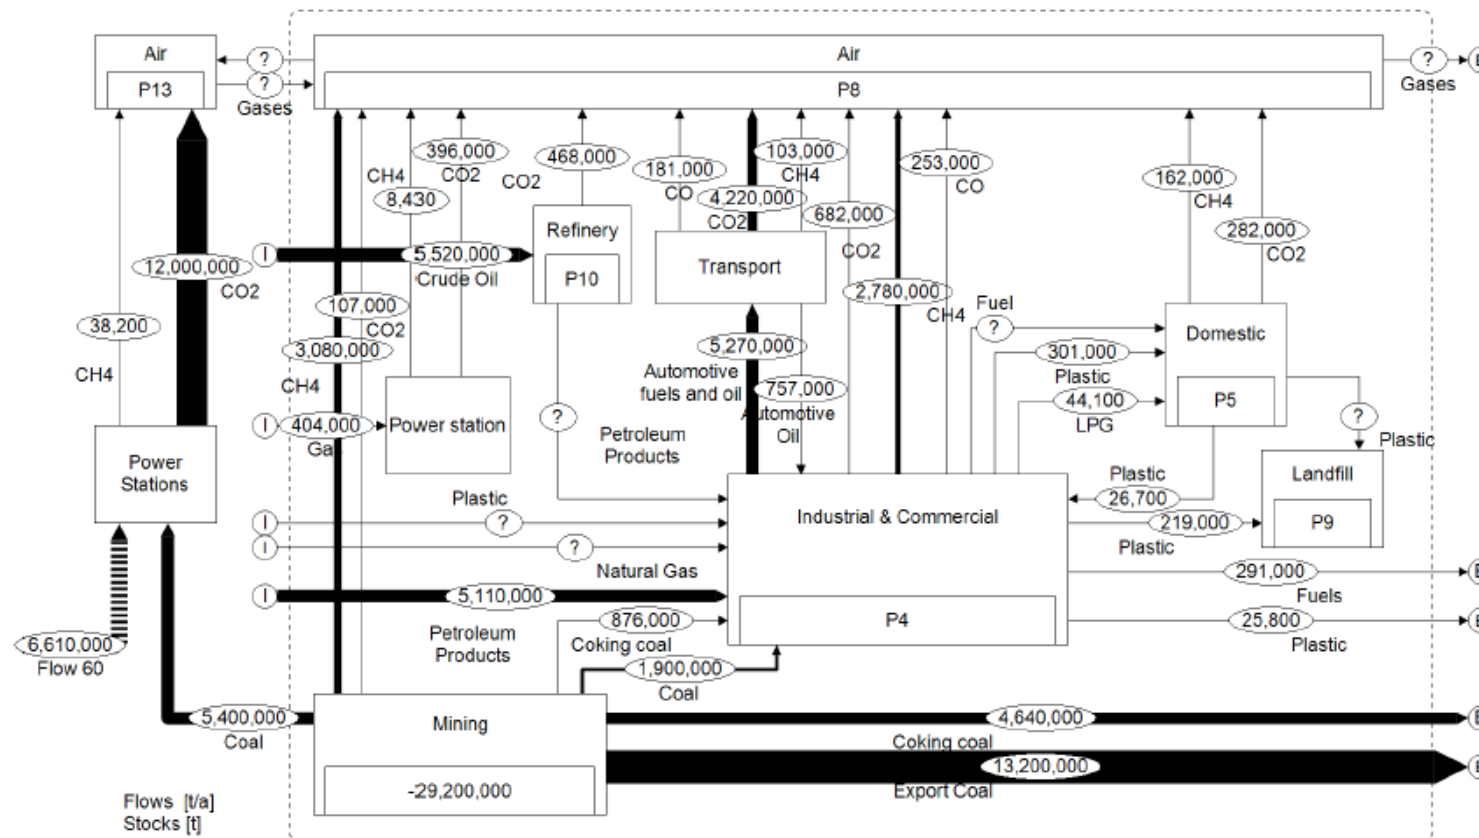 Air
P13
?
?
Gases
Air
P8
?
Gases
E
396,000
CO2
CH4
8,430
468,000
CO2
181,000
CO
103,000
CH4
4,220,000
CO2
682,000
CO2
253,000
CO
162,000
CH4
282,000
CO2
Refinery
P10
I
5,520,000
Crude Oil
Transport
12,000,000
CO2
38,200
CH4
107,000
CO2
3,080,000
CH4
2,780,000
CH4
Fuel
?
301,000
Plastic
44,100
LPG
Domestic
P5
?
Plastic
5,270,000
Automotive
fuels and oil
757,000
Automotive
Oil
I
404,000
Gas
Power station
?
Petroleum
Products
Power
Stations
Plastic
26,700
Landfill
P9
Plastic
I
?
I
?
Natural Gas
Industrial & Commercial
P4
219,000
Plastic
291,000
Fuels
E
25,800
Plastic
E
I
5,110,000
Petroleum
Products
876,000
Coking coal
1,900,000
Coal
6,610,000
Flow 60
5,400,000
Coal
Mining
-29,200,000
4,640,000
Coking coal
E
13,200,000
Export Coal
E
Flows [t/a]
Stocks [t]